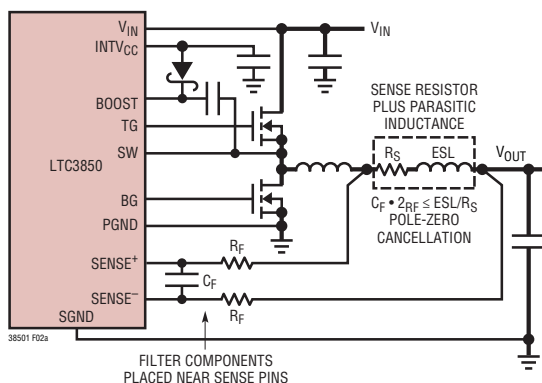 V_IN
INTV_CC
BOOST
TG
SW
LTC3850
BG
PGND
SENSE+
SENSE–
SGND
38501 F02a
V_IN
SENSE RESISTOR
PLUS PARASITIC
INDUCTANCE
R_S
ESL
V_OUT
C_F • 2_RF ≤ ESL/R_S
POLE-ZERO
CANCELLATION
R_F
C_F
R_F
FILTER COMPONENTS
PLACED NEAR SENSE PINS